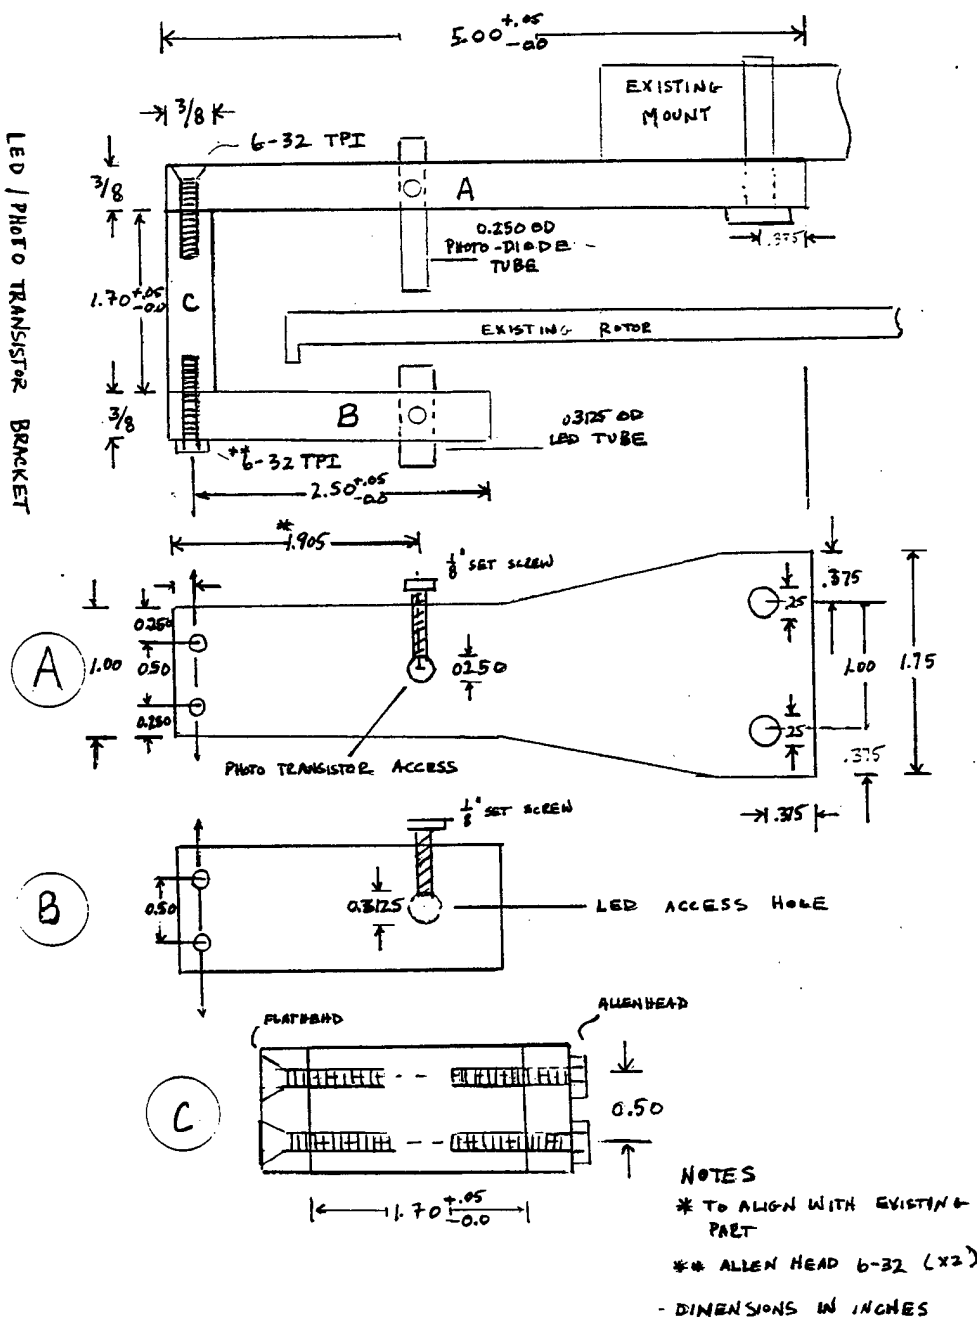 5.00 +.05 -.00
EXISTING
MOUNT
3/8
6-32 TPI
3/8
A
0.250 OD
PHOTO-DIODE
TUBE
.375
LED / PHOTO TRANSISTOR BRACKET
1.70 +.05 -.00
C
EXISTING ROTOR
3/8
B
0.3125 OD
LED TUBE
**6-32 TPI
2.50 +.05 -0.0
*
1.905
1/8" SET SCREW
.375
0.250
.25
A
1.00
0.50
0.250
1.00
1.75
0.250
.25
PHOTO TRANSISTOR ACCESS
.375
.375
1/8" SET SCREW
B
0.50
0.3125
LED ACCESS HOLE
FLATHEAD
ALLENHEAD
C
0.50
1.70 +.05 -0.0
NOTES
* TO ALIGN WITH EXISTING
PART
** ALLEN HEAD 6-32 (X2)
- DIMENSIONS IN INCHES